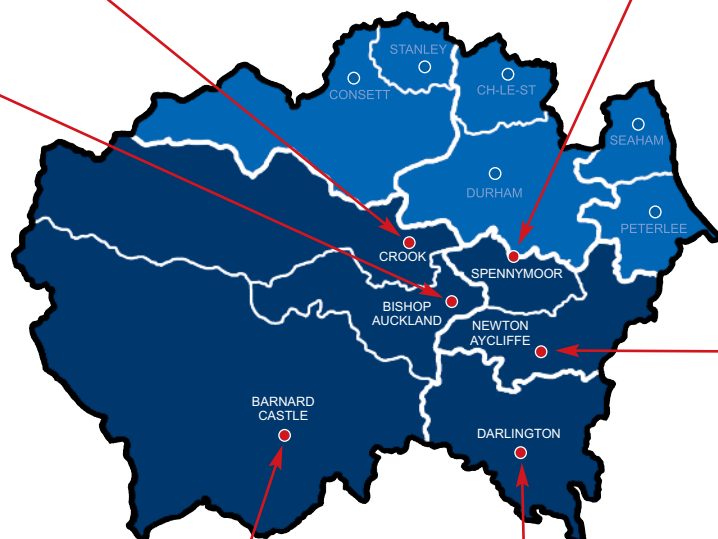 STANLEY
CONSETT
CH-LE-ST
SEAHAM
DURHAM
PETERLEE
CROOK
SPENNYMOOR
BISHOP
AUCKLAND
NEWTON
AYCLIFFE
BARNARD
CASTLE
DARLINGTON